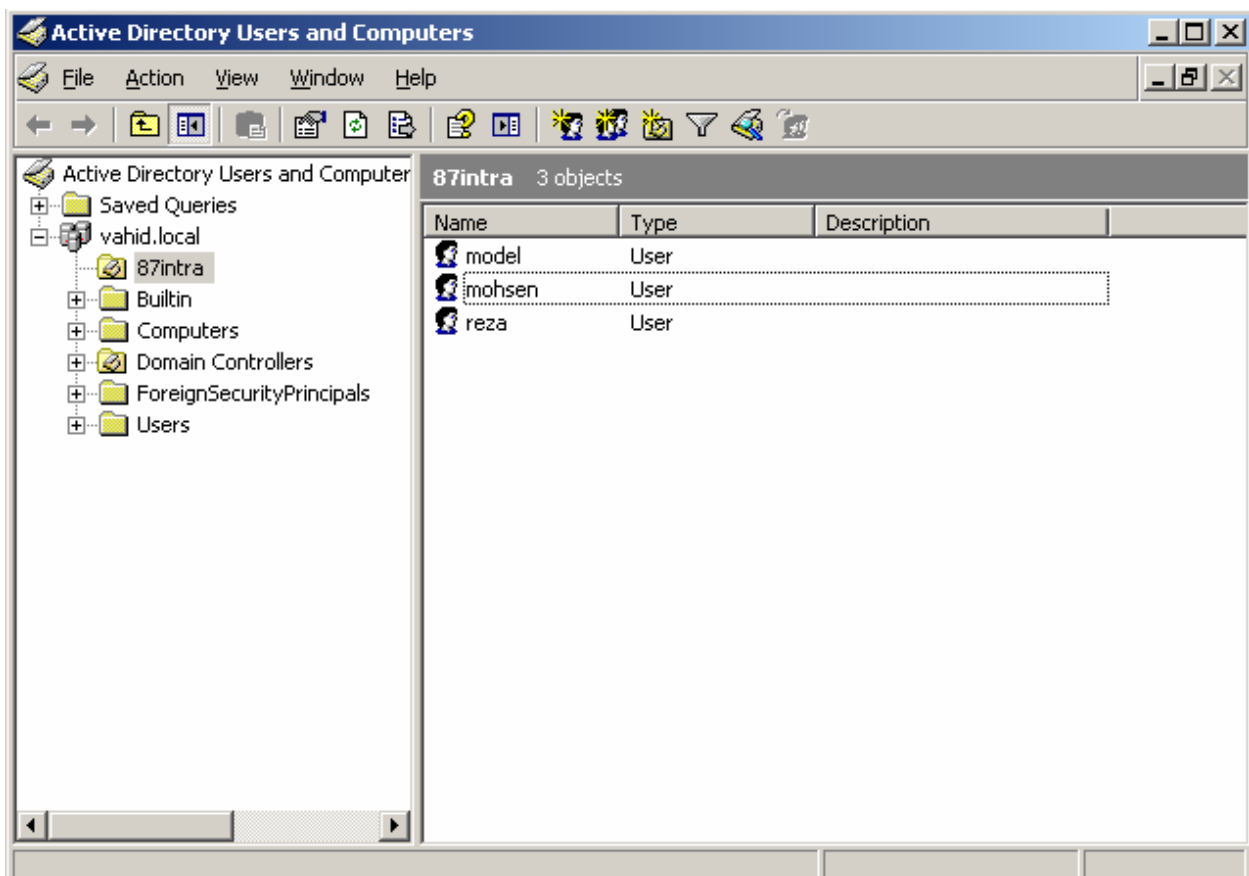 Active Directory Users and Computers
File Action View Window Help
Active Directory Users and Computer
Saved Queries
vahid.local
87intra
Builtin
Computers
Domain Controllers
ForeignSecurityPrincipals
Users
87intra 3 objects
Name Type Description
model User
mohsen User
reza User